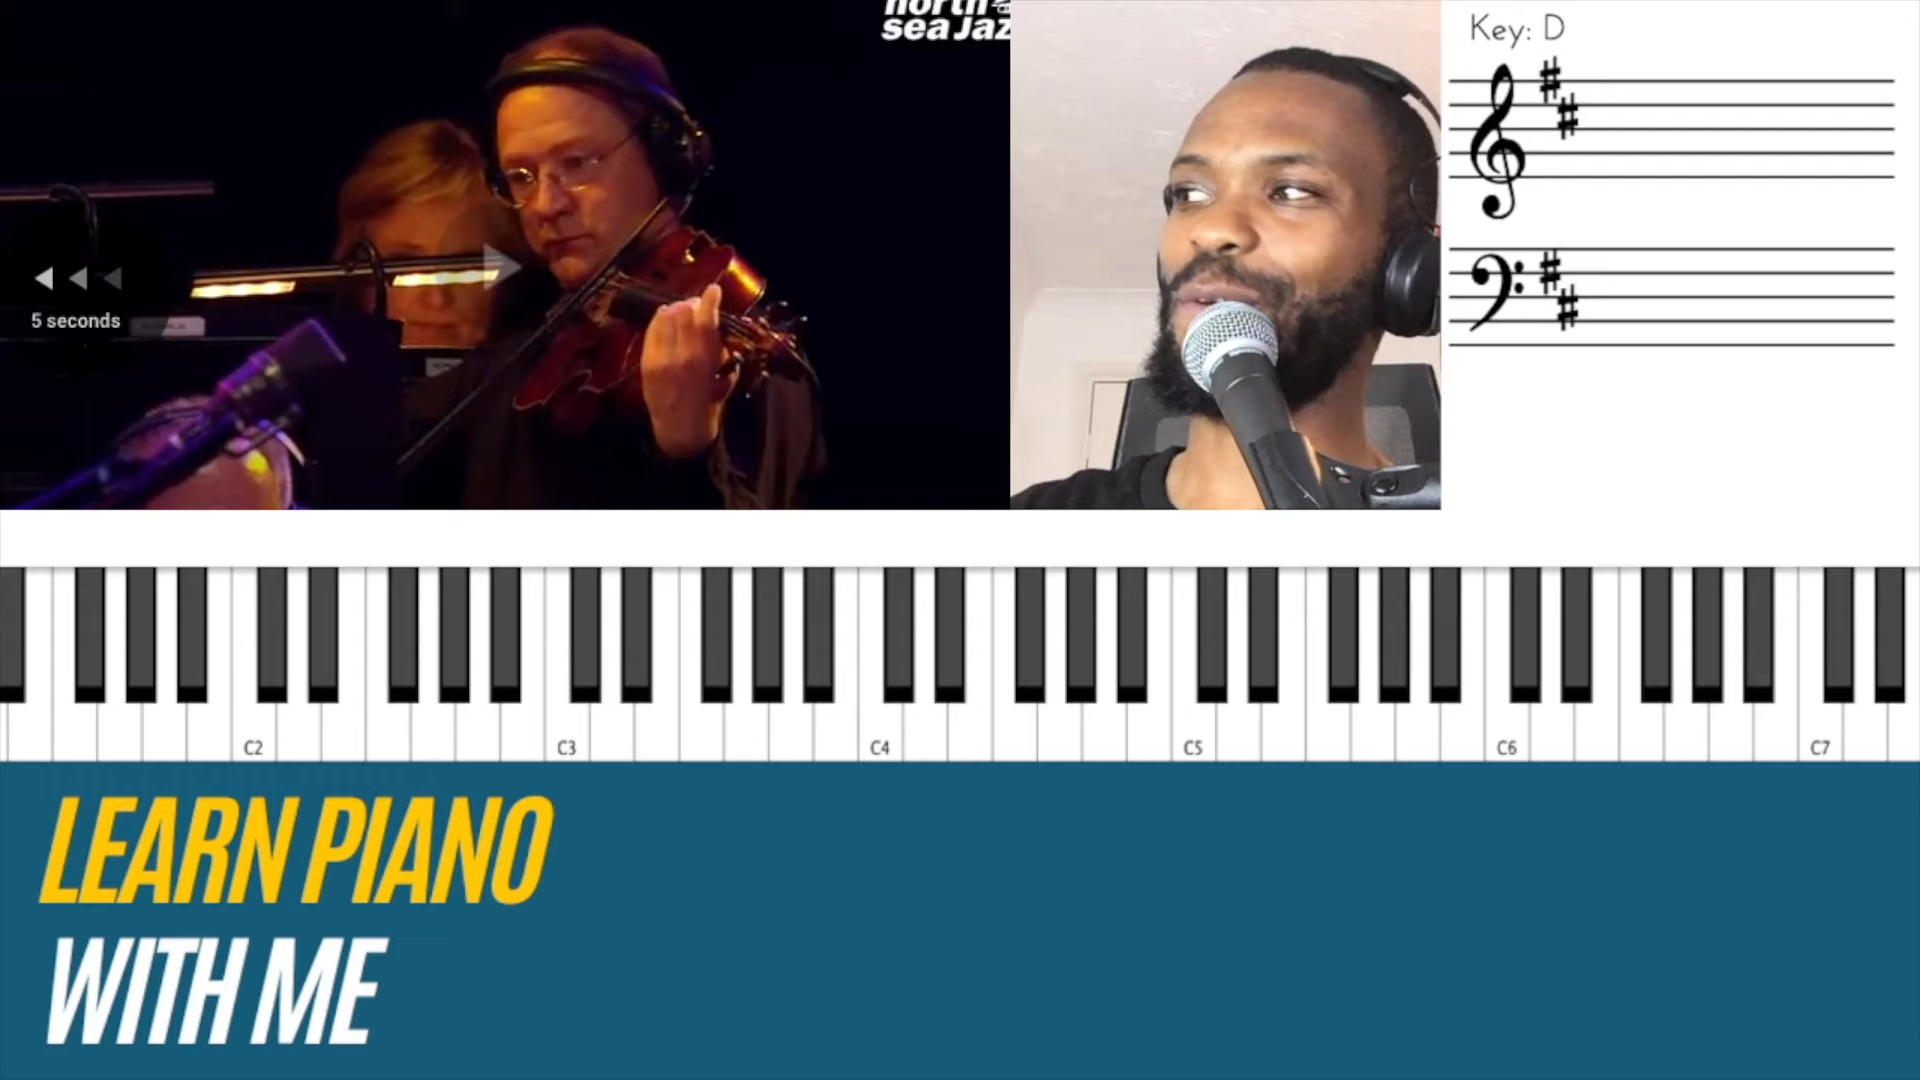 north
sea Jaz
5 seconds
Key: D
C2 C3 C4 C5 C6 C7
LEARN PIANO
WITH ME